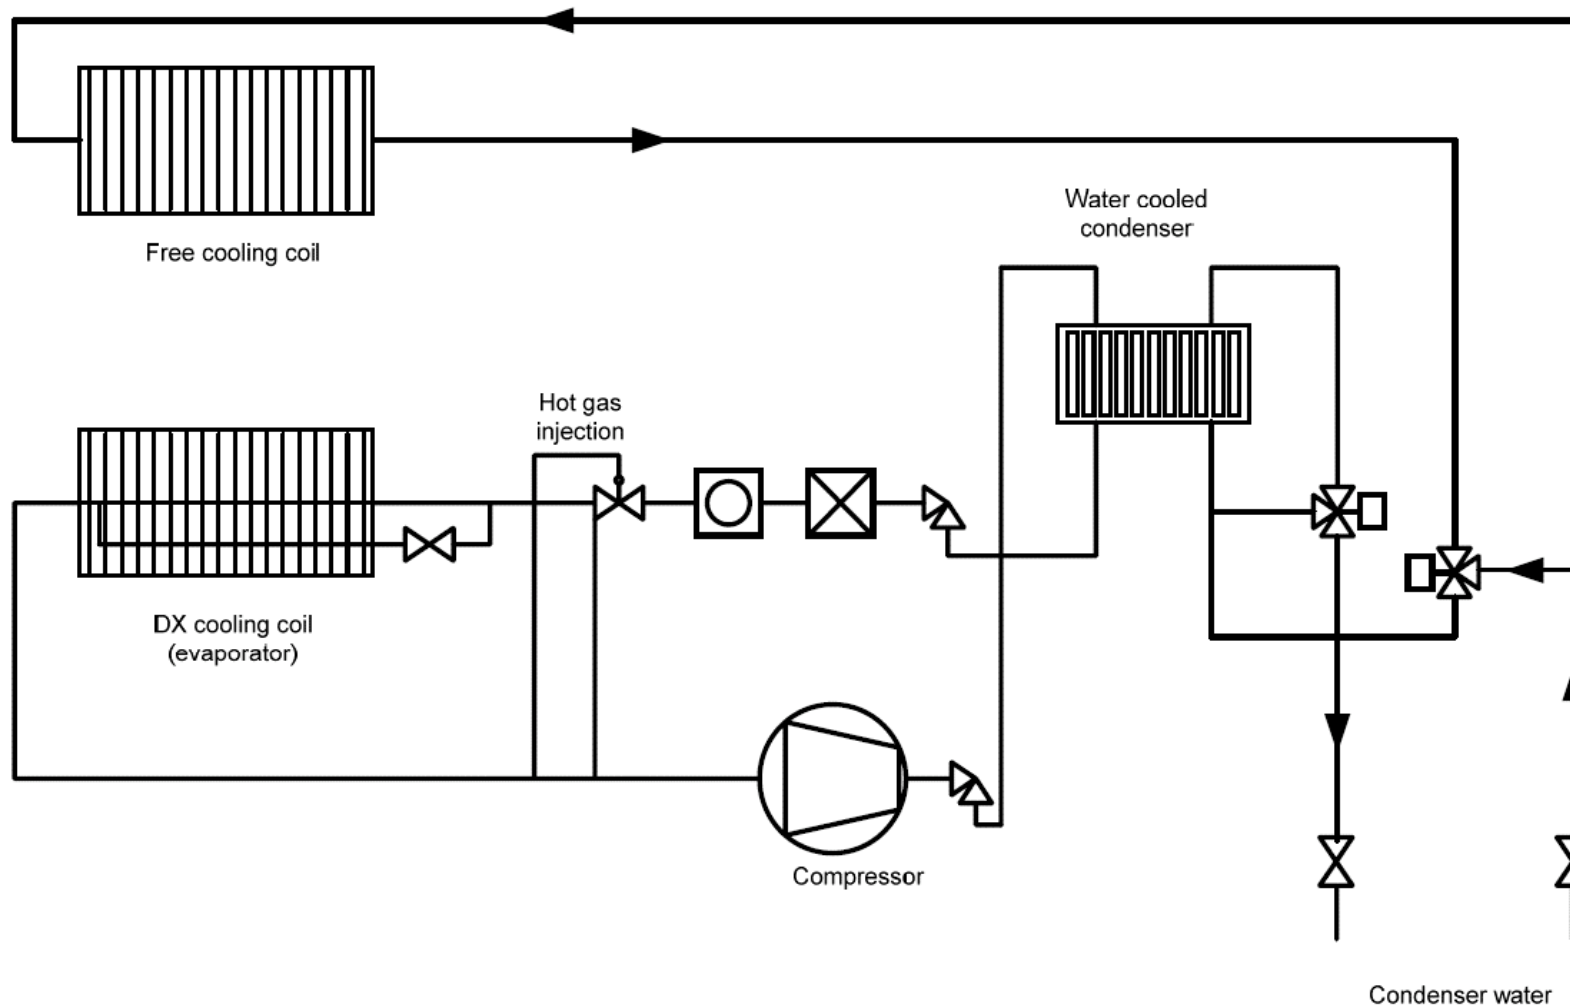 Free cooling coil
Water cooled
condenser
Hot gas
injection
DX cooling coil
(evaporator)
Compressor
Condenser water